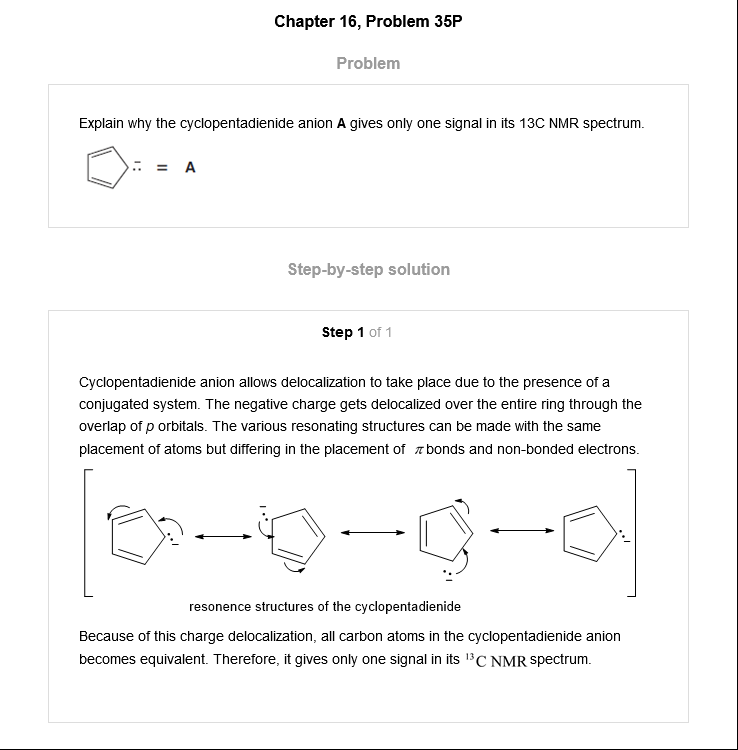 Chapter 16, Problem 35P
Problem
Explain why the cyclopentadienide anion A gives only one signal in its 13C NMR spectrum.
= A
Step-by-step solution
Step 1 of 1
Cyclopentadienide anion allows delocalization to take place due to the presence of a
conjugated system. The negative charge gets delocalized over the entire ring through the
overlap of p orbitals. The various resonating structures can be made with the same
placement of atoms but differing in the placement of π bonds and non-bonded electrons.
resonence structures of the cyclopentadienide
Because of this charge delocalization, all carbon atoms in the cyclopentadienide anion
becomes equivalent. Therefore, it gives only one signal in its ¹³C NMR spectrum.